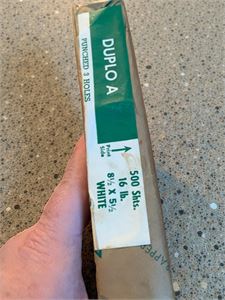 DUPLO A
PUNCHED 3 HOLES
Print
Side
500 Shts.
16 lb.
8½ X 5½
WHITE